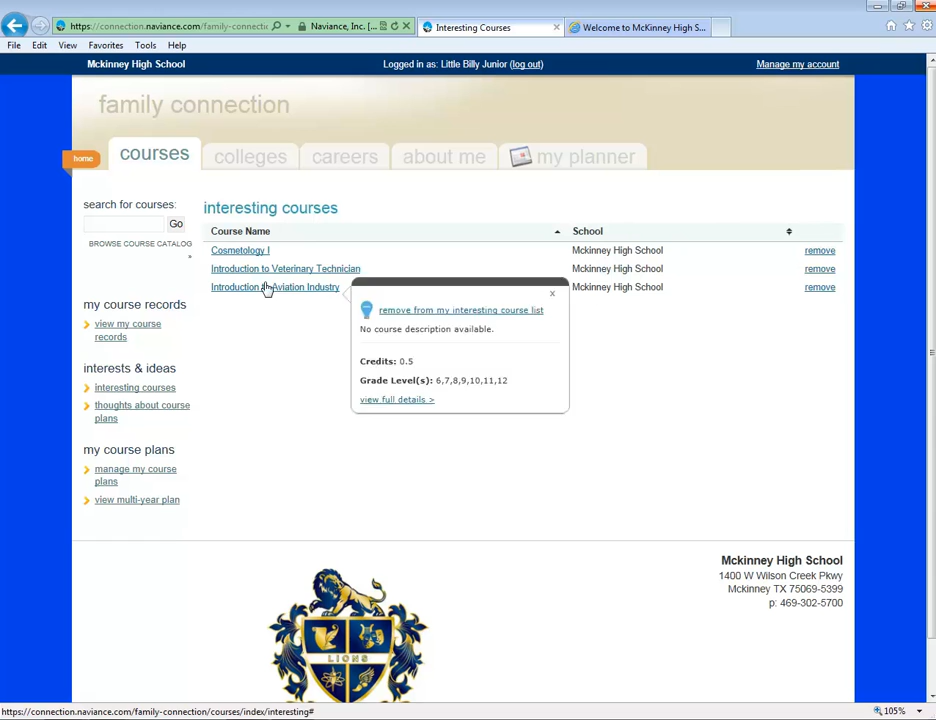 https://connection.naviance.com/family-connectic
Naviance, Inc. [...
Interesting Courses
Welcome to McKinney High S...
File Edit View Favorites Tools Help
Mckinney High School
Logged in as: Little Billy Junior (log out)
Manage my account
family connection
home
courses
colleges
careers
about me
my planner
search for courses:
Go
BROWSE COURSE CATALOG
»
my course records
view my course
records
interests & ideas
interesting courses
thoughts about course
plans
my course plans
manage my course
plans
view multi-year plan
interesting courses
Course Name School
Cosmetology I Mckinney High School remove
Introduction to Veterinary Technician Mckinney High School remove
Introduction Aviation Industry Mckinney High School remove
x
remove from my interesting course list
No course description available.
Credits: 0.5
Grade Level(s): 6,7,8,9,10,11,12
view full details >
LIONS
Mckinney High School
1400 W Wilson Creek Pkwy
Mckinney TX 75069-5399
p: 469-302-5700
https://connection.naviance.com/family-connection/courses/index/interesting#
105%